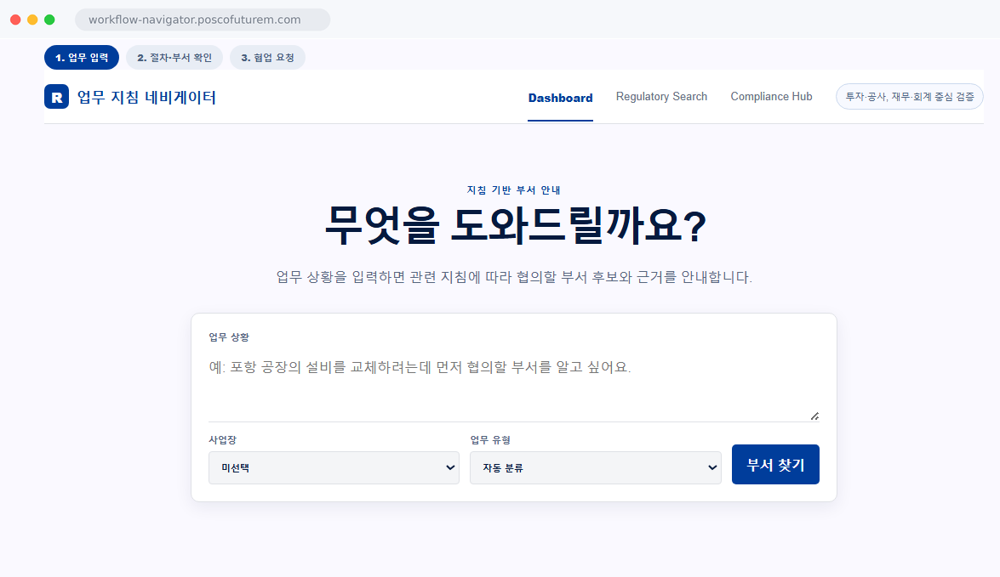 workflow-navigator.poscofuturem.com
1. 업무 입력
2. 절차·부서 확인
3. 협업 요청
R 업무 지침 네비게이터
Dashboard
Regulatory Search
Compliance Hub
투자·공사, 재무·회계 중심 검증
지침 기반 부서 안내
무엇을 도와드릴까요?
업무 상황을 입력하면 관련 지침에 따라 협의할 부서 후보와 근거를 안내합니다.
업무 상황
예: 포항 공장의 설비를 교체하려는데 먼저 협의할 부서를 알고 싶어요.
사업장
업무 유형
미선택
자동 분류
부서 찾기